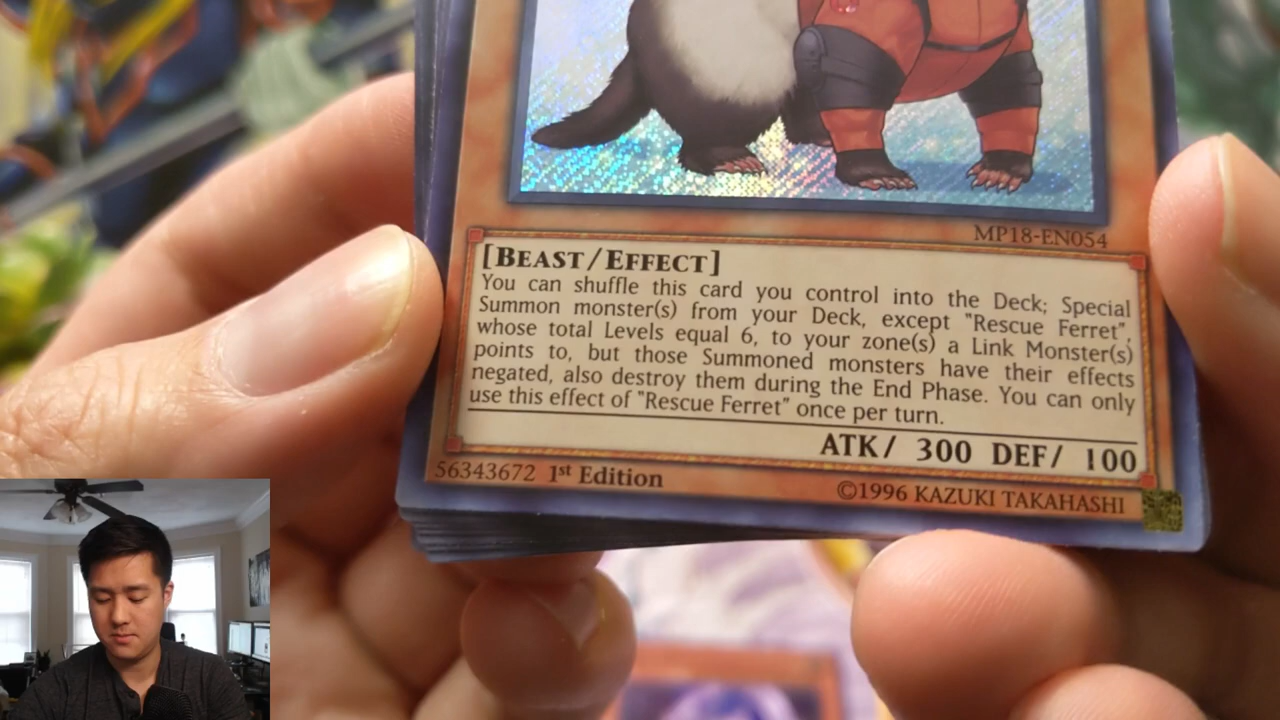 MP18-EN054
[BEAST/EFFECT]
You can shuffle this card you control into the Deck; Special
Summon monster(s) from your Deck, except "Rescue Ferret",
whose total Levels equal 6, to your zone(s) a Link Monster(s)
points to, but those Summoned monsters have their effects
negated, also destroy them during the End Phase. You can only
use this effect of "Rescue Ferret" once per turn.
ATK/ 300 DEF/ 100
56343672 1st Edition
©1996 KAZUKI TAKAHASHI